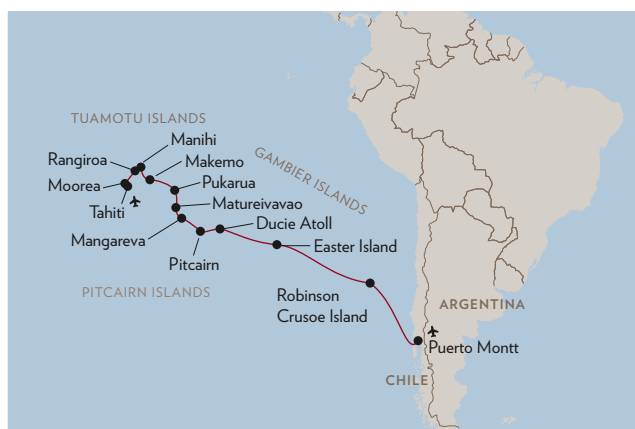 TUAMOTU ISLANDS
Manihi
Rangiroa
Makemo
GAMBIER ISLANDS
Moorea
Pukarua
Tahiti
Matureivavao
Mangareva
Ducie Atoll
Easter Island
Pitcairn
PITCAIRN ISLANDS
Robinson
Crusoe Island
ARGENTINA
Puerto Montt
CHILE